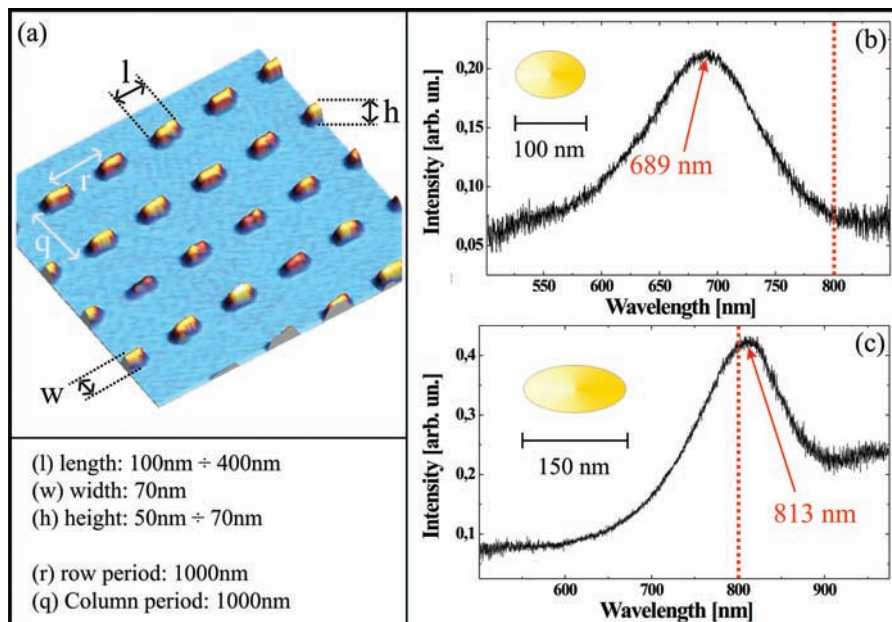 (a)
l
h
r
q
w
(l) length: 100nm ÷ 400nm
(w) width: 70nm
(h) height: 50nm ÷ 70nm
(r) row period: 1000nm
(q) Column period: 1000nm
(b)
Intensity [arb. un.]
0,20
0,15
0,10
0,05
100 nm
689 nm
550 600 650 700 750 800
Wavelength [nm]
(c)
Intensity [arb. un.]
0,4
0,3
0,2
0,1
150 nm
813 nm
600 700 800 900
Wavelength [nm]